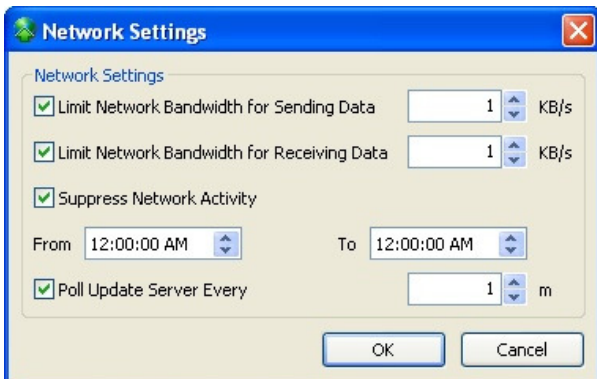 Network Settings
Network Settings
Limit Network Bandwidth for Sending Data 1 KB/s
Limit Network Bandwidth for Receiving Data 1 KB/s
Suppress Network Activity
From 12:00:00 AM To 12:00:00 AM
Poll Update Server Every 1 m
OK Cancel